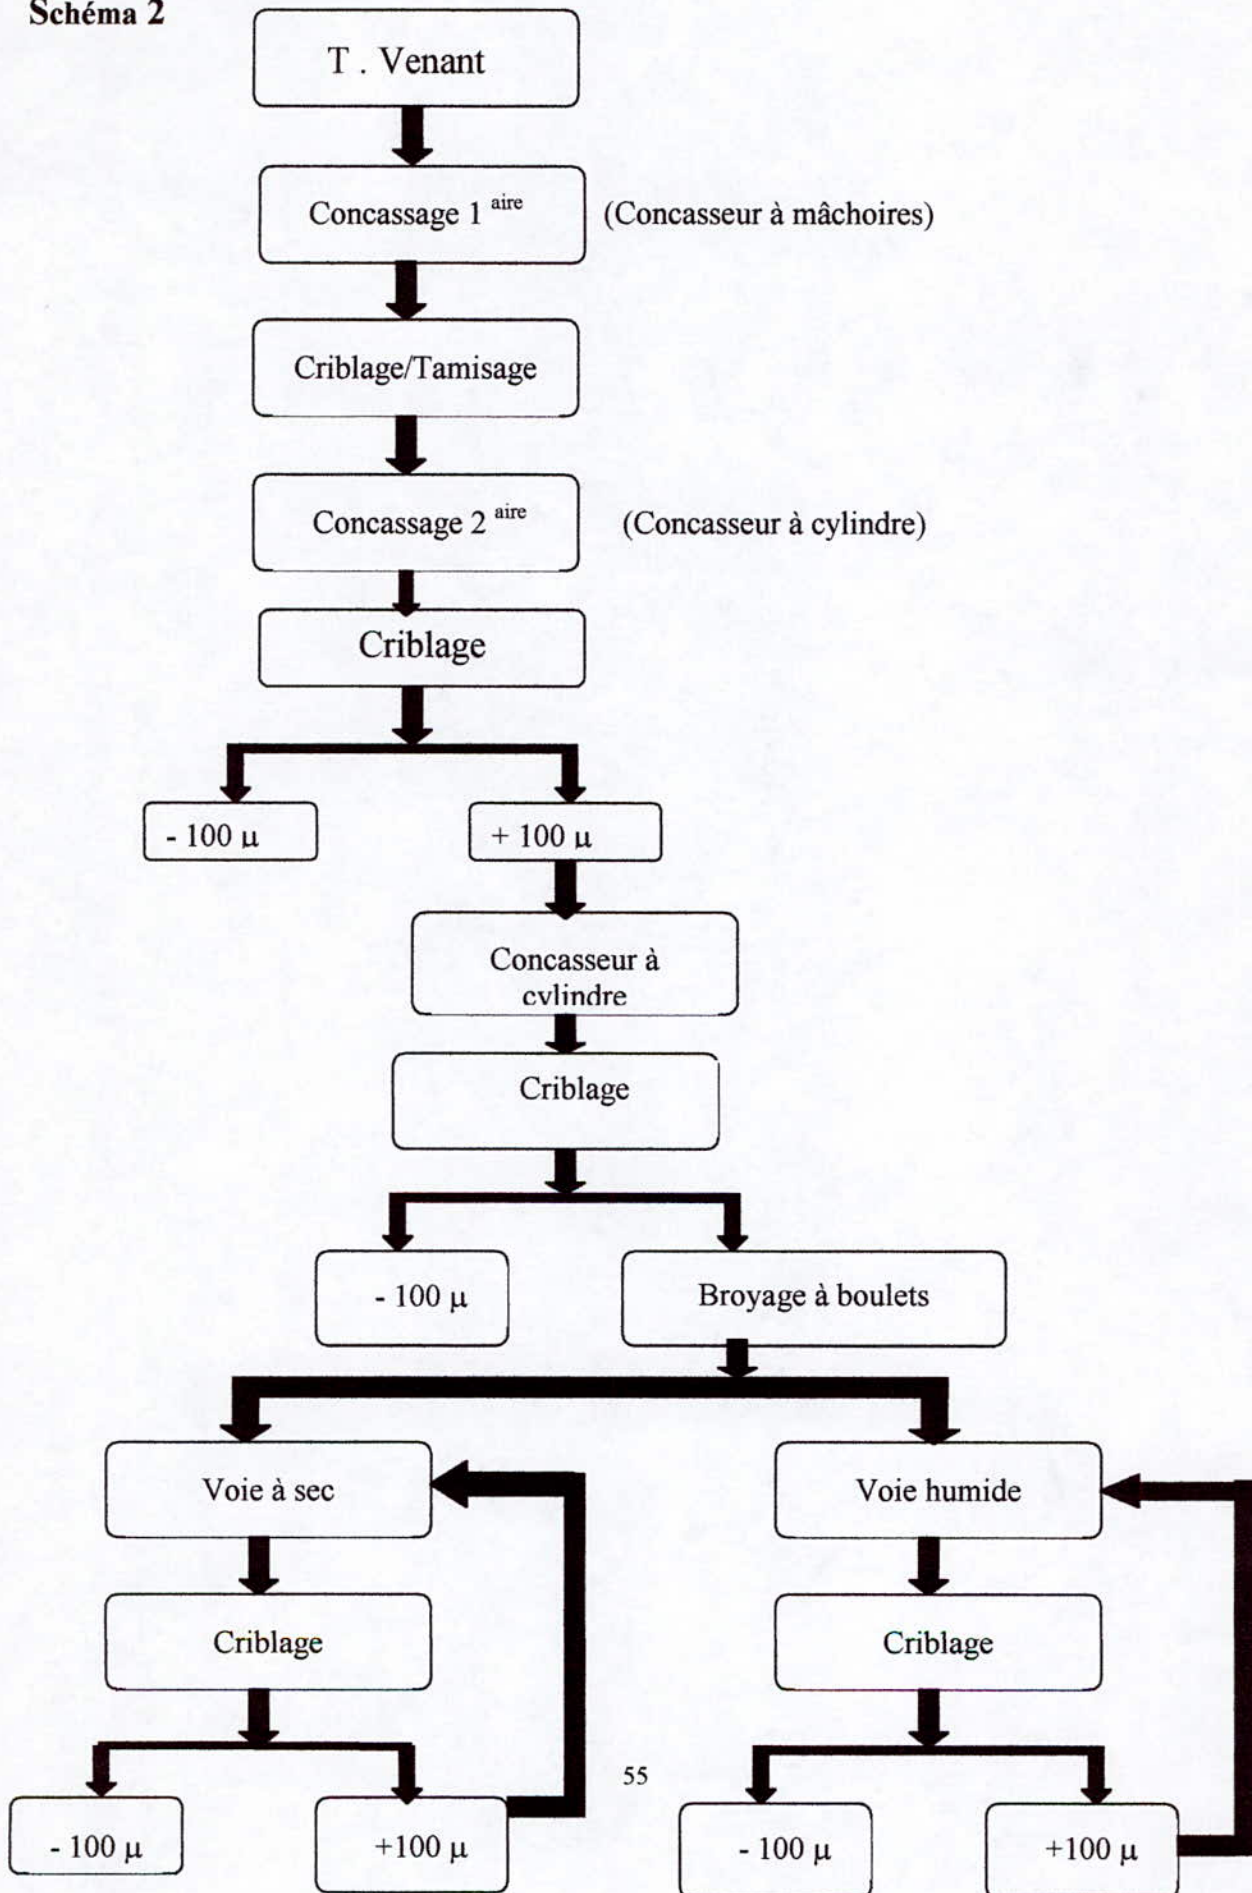 Schéma 2
T . Venant
Concassage 1 aire (Concasseur à mâchoires)
Criblage/Tamisage
Concassage 2 aire (Concasseur à cylindre)
Criblage
- 100 µ + 100 µ
Concasseur à
cylindre
Criblage
- 100 µ Broyage à boulets
Voie à sec Voie humide
Criblage Criblage
55
- 100 µ +100 µ - 100 µ +100 µ